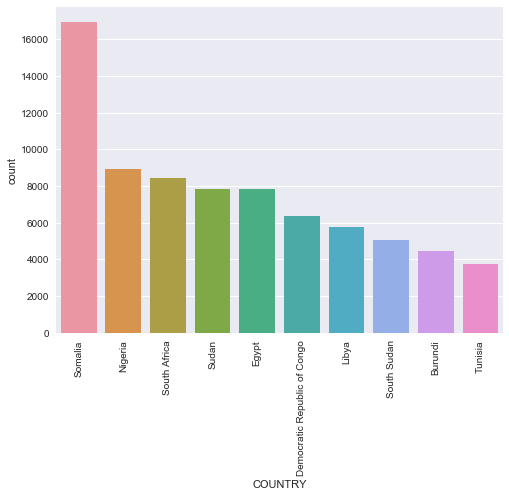 16000
14000
12000
10000
8000
6000
4000
2000
0
count
Somalia
Nigeria
South Africa
Sudan
Egypt
Democratic Republic of Congo
Libya
South Sudan
Burundi
Tunisia
COUNTRY